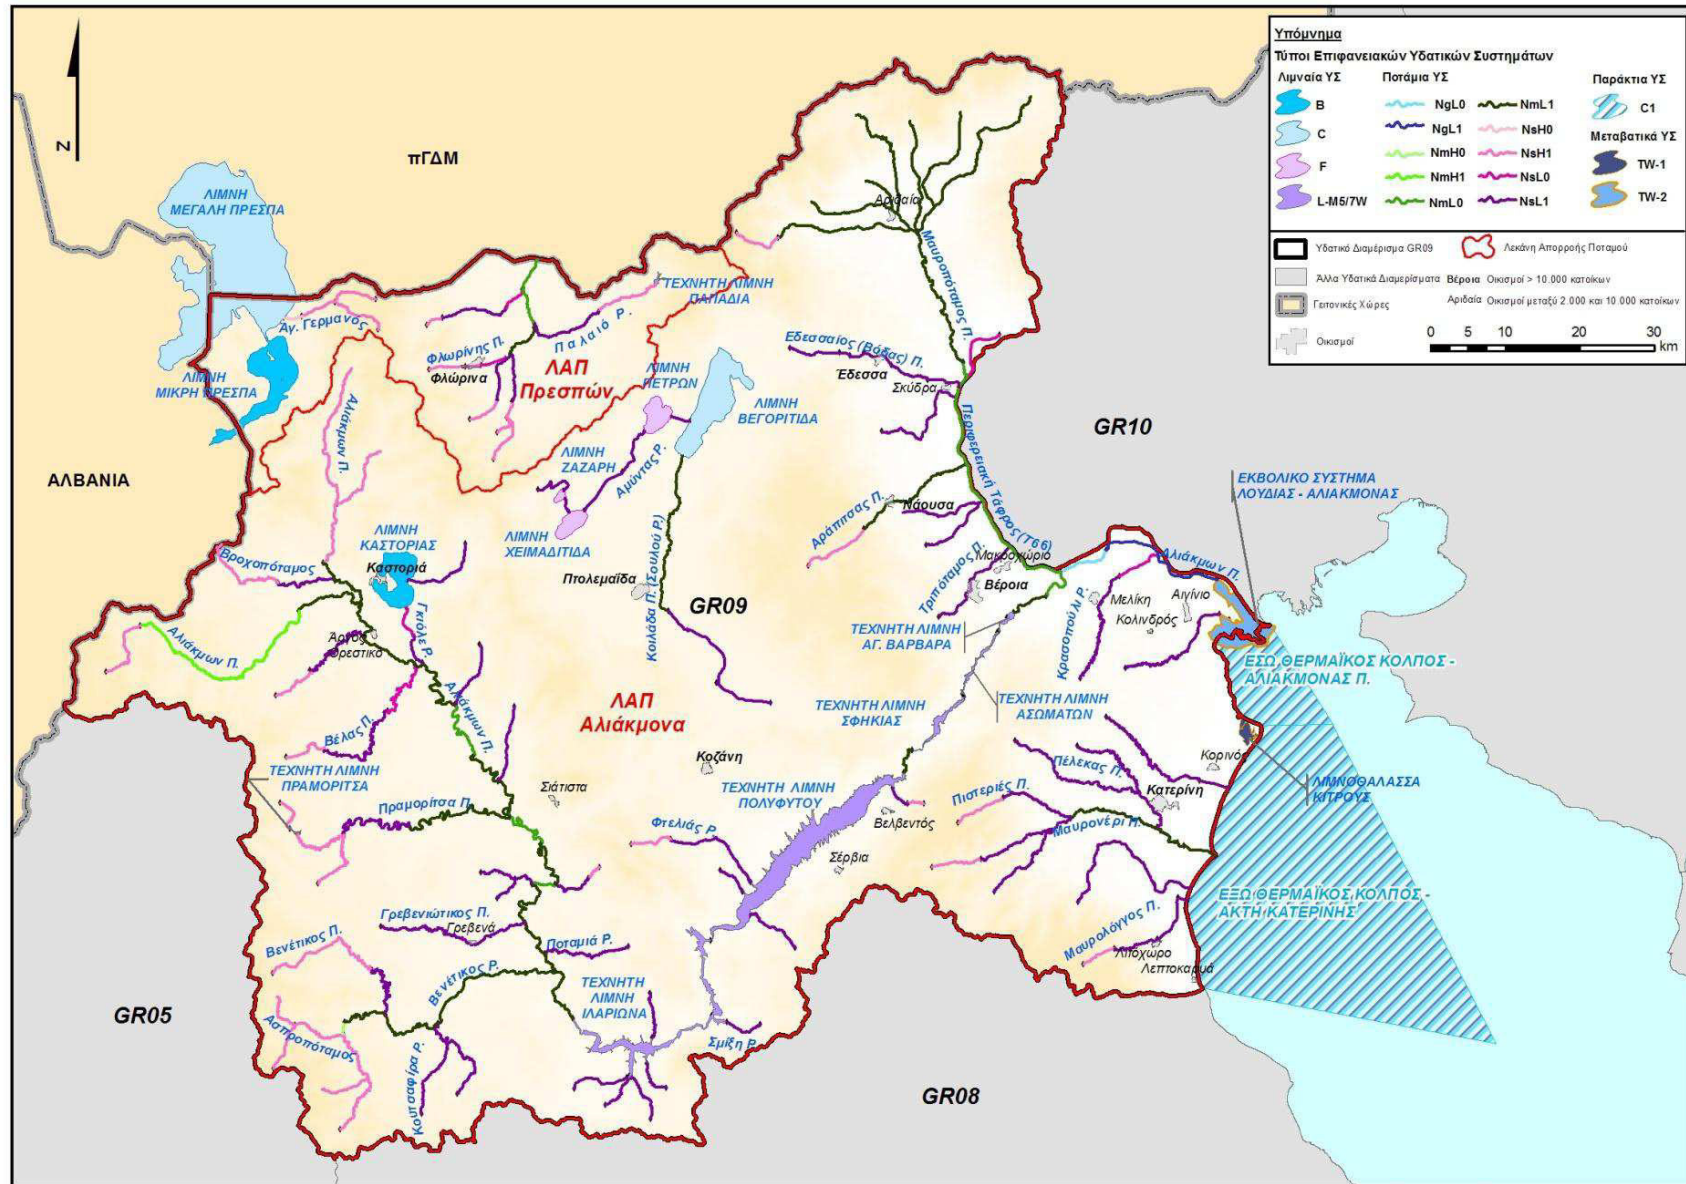 Υπόμνημα
Τύποι Επιφανειακών Υδατικών Συστημάτων
Λιμναία ΥΣ
Ποτάμια ΥΣ
Παράκτια ΥΣ
B
NgL0
NmL1
C1
C
NgL1
NsH0
Μεταβατικά ΥΣ
F
NmH0
NsH1
TW-1
NmH1
NsL0
L-M5/7W
NmL0
NsL1
TW-2
Υδατικό Διαμέρισμα GR09
Λεκάνη Απορροής Ποταμού
Άλλα Υδατικά Διαμερίσματα
Βέροια Οικισμοί > 10.000 κατοίκων
Γειτονικές Χώρες
Αριδαία Οικισμοί μεταξύ 2.000 και 10.000 κατοίκων
Οικισμοί
0 5 10 20 30
km
Z
πΓΔΜ
ΛΙΜΝΗ
ΜΕΓΑΛΗ ΠΡΕΣΠΑ
Αριδαία
Μαυροπόταμος Π.
ΤΕΧΝΗΤΗ ΛΙΜΝΗ
ΠΑΠΑΔΙΑ
Αγ. Γερμανός
Παλαιό Ρ.
Φλωρίνης Π.
Φλώρινα
ΛΑΠ
Πρεσπών
ΛΙΜΝΗ
ΠΕΤΡΩΝ
Εδεσσαίος (Βόδας) Π.
Έδεσσα
Σκύδρα
ΛΙΜΝΗ
ΜΙΚΡΗ ΠΡΕΣΠΑ
ΛΙΜΝΗ
ΒΕΓΟΡΙΤΙΔΑ
GR10
Αλιάκμων Π.
ΛΙΜΝΗ
ΖΑΖΑΡΗ
Αμύντας Ρ.
Περιφερειακή Τάφρος (Τ66)
ΑΛΒΑΝΙΑ
ΕΚΒΟΛΙΚΟ ΣΥΣΤΗΜΑ
ΛΟΥΔΙΑΣ - ΑΛΙΑΚΜΟΝΑΣ
Αράπιτσας Π.
Νάουσα
ΛΙΜΝΗ
ΚΑΣΤΟΡΙΑΣ
Καστοριά
ΛΙΜΝΗ
ΧΕΙΜΑΔΙΤΙΔΑ
Βροχοπόταμος
Πτολεμαΐδα
Κοιλάδα Π. (Σουλού Ρ.)
GR09
Μακροχώριο
Αλιάκμων Π.
Τριπόταμος Π.
Βέροια
Μελίκη
Αιγίνιο
Κολινδρός
Κρασοπούλι Ρ.
Γκιόλε Ρ.
Άργος
Ορεστικό
Αλιάκμων Π.
ΤΕΧΝΗΤΗ ΛΙΜΝΗ
ΑΓ. ΒΑΡΒΑΡΑ
ΕΣΩ ΘΕΡΜΑΪΚΟΣ ΚΟΛΠΟΣ -
ΑΛΙΑΚΜΟΝΑΣ Π.
ΛΑΠ
Αλιάκμονα
Αλιάκμων Π.
ΤΕΧΝΗΤΗ ΛΙΜΝΗ
ΣΦΗΚΙΑΣ
ΤΕΧΝΗΤΗ ΛΙΜΝΗ
ΑΣΩΜΑΤΩΝ
Βέλας Π.
Κοζάνη
Κορινός
ΤΕΧΝΗΤΗ ΛΙΜΝΗ
ΠΡΑΜΟΡΙΤΣΑ
Σιάτιστα
ΤΕΧΝΗΤΗ ΛΙΜΝΗ
ΠΟΛΥΦΥΤΟΥ
Πέλεκας Π.
Πιστεριές Π.
Κατερίνη
ΛΙΜΝΟΘΑΛΑΣΣΑ
ΚΙΤΡΟΥΣ
Πραμορίτσα Π.
Φτελιάς Ρ.
Βελβεντός
Μαυρονέρι Π.
Σέρβια
ΕΞΩ ΘΕΡΜΑΪΚΟΣ ΚΟΛΠΟΣ -
ΑΚΤΗ ΚΑΤΕΡΙΝΗΣ
Γρεβενιώτικος Π.
Γρεβενά
Ποταμιά Ρ.
Βενέτικος Π.
Μαυρολόγγος Π.
Λιτόχωρο
Λεπτοκαρυά
Βενέτικος Ρ.
ΤΕΧΝΗΤΗ
ΛΙΜΝΗ
ΙΛΑΡΙΩΝΑ
GR05
Ασπροπόταμος
Κουτσαφίρα Ρ.
Σμίξη Ρ.
GR08